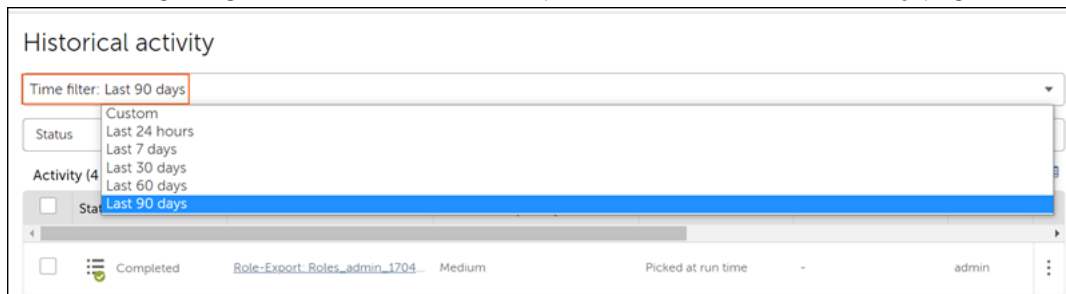 Historical activity
Time filter: Last 90 days
Custom
Status
Last 24 hours
Last 7 days
Last 30 days
Activity (4
Last 60 days
Last 90 days
Completed Role-Export: Roles_admin_1704... Medium Picked at run time - admin